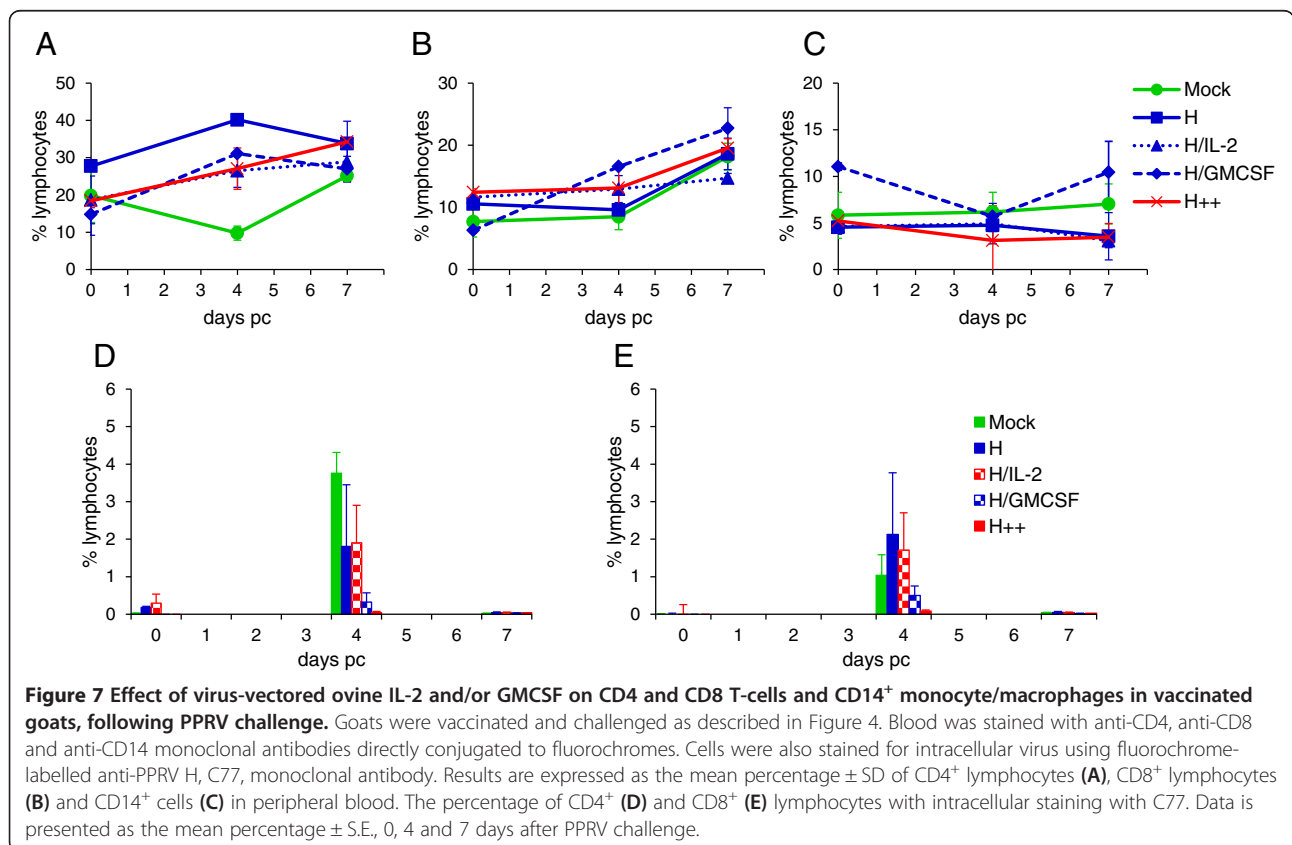 A
B
C
50
40
30
20
10
0
% lymphocytes
0 1 2 3 4 5 6 7
days pc
30
20
10
0
% lymphocytes
0 1 2 3 4 5 6 7
days pc
20
15
10
5
0
% lymphocytes
0 1 2 3 4 5 6 7
days pc
Mock
H
H/IL-2
H/GMCSF
H++
D
E
6
5
4
3
2
1
0
% lymphocytes
0 1 2 3 4 5 6 7
days pc
6
5
4
3
2
1
0
% lymphocytes
0 1 2 3 4 5 6 7
days pc
Mock
H
H/IL-2
H/GMCSF
H++
Figure 7 Effect of virus-vectored ovine IL-2 and/or GMCSF on CD4 and CD8 T-cells and CD14⁺ monocyte/macrophages in vaccinated
goats, following PPRV challenge. Goats were vaccinated and challenged as described in Figure 4. Blood was stained with anti-CD4, anti-CD8
and anti-CD14 monoclonal antibodies directly conjugated to fluorochromes. Cells were also stained for intracellular virus using fluorochrome-
labelled anti-PPRV H, C77, monoclonal antibody. Results are expressed as the mean percentage ± SD of CD4⁺ lymphocytes (A), CD8⁺ lymphocytes
(B) and CD14⁺ cells (C) in peripheral blood. The percentage of CD4⁺ (D) and CD8⁺ (E) lymphocytes with intracellular staining with C77. Data is
presented as the mean percentage ± S.E., 0, 4 and 7 days after PPRV challenge.